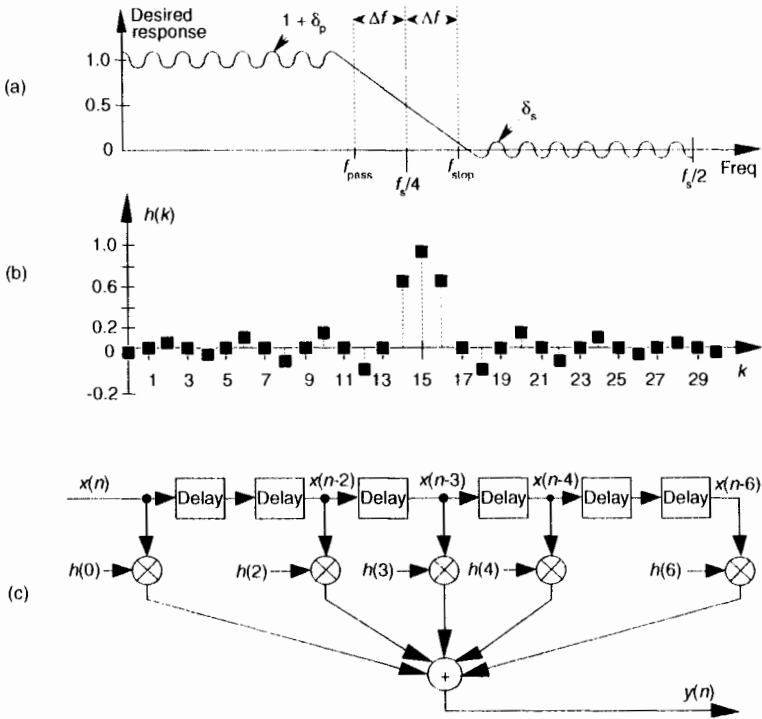 Desired
response
1 + δp
Δf
Δf
1.0
(a)
0.5
δs
0
fpass
fs/4
fstop
fs/2
Freq
h(k)
1.0
(b)
0.6
0.2
0
1 3 5 7 9 11 13 15 17 19 21 23 25 27 29 k
-0.2
x(n) x(n-2) x(n-3) x(n-4) x(n-6)
Delay Delay Delay Delay Delay Delay
h(0) h(2) h(3) h(4) h(6)
(c)
+
y(n)